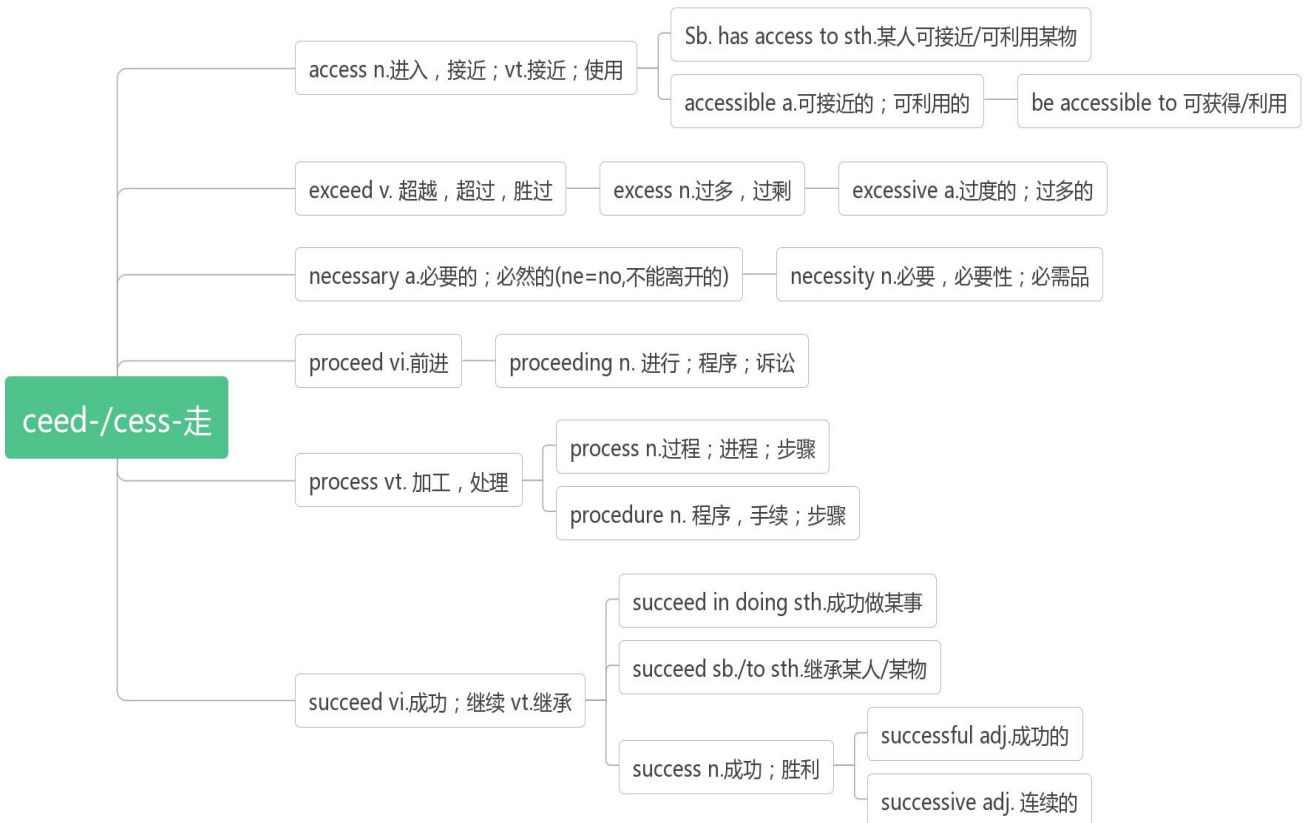 ceed-/cess-走
access n.进入，接近；vt.接近；使用
Sb. has access to sth.某人可接近/可利用某物
accessible a.可接近的；可利用的
be accessible to 可获得/利用
exceed v. 超越，超过，胜过
excess n.过多，过剩
excessive a.过度的；过多的
necessary a.必要的；必然的(ne=no,不能离开的)
necessity n.必要，必要性；必需品
proceed vi.前进
proceeding n. 进行；程序；诉讼
process vt. 加工，处理
process n.过程；进程；步骤
procedure n. 程序，手续；步骤
succeed vi.成功；继续 vt.继承
succeed in doing sth.成功做某事
succeed sb./to sth.继承某人/某物
success n.成功；胜利
successful adj.成功的
successive adj. 连续的